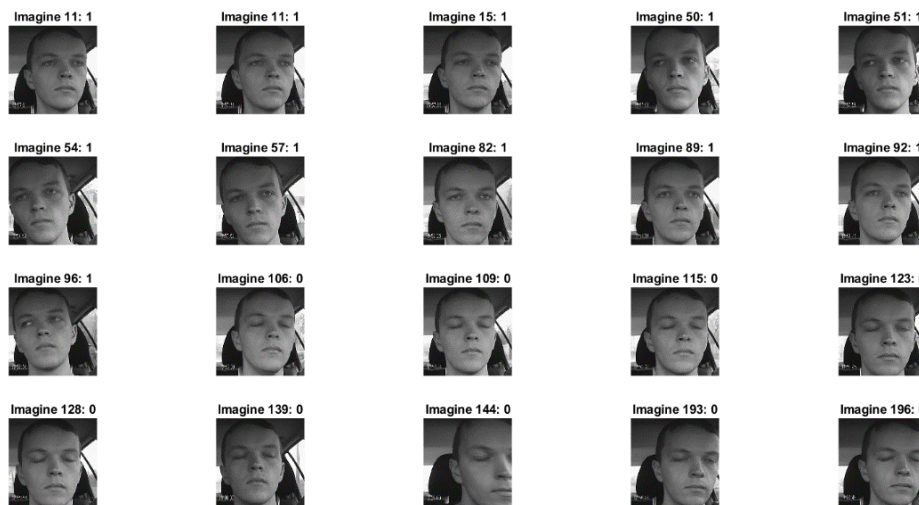 Imagine 11: 1
Imagine 11: 1
Imagine 15: 1
Imagine 50: 1
Imagine 51: 1
Imagine 54: 1
Imagine 57: 1
Imagine 82: 1
Imagine 89: 1
Imagine 92: 1
Imagine 96: 1
Imagine 106: 0
Imagine 109: 0
Imagine 115: 0
Imagine 123:
Imagine 128: 0
Imagine 139: 0
Imagine 144: 0
Imagine 193: 0
Imagine 196: